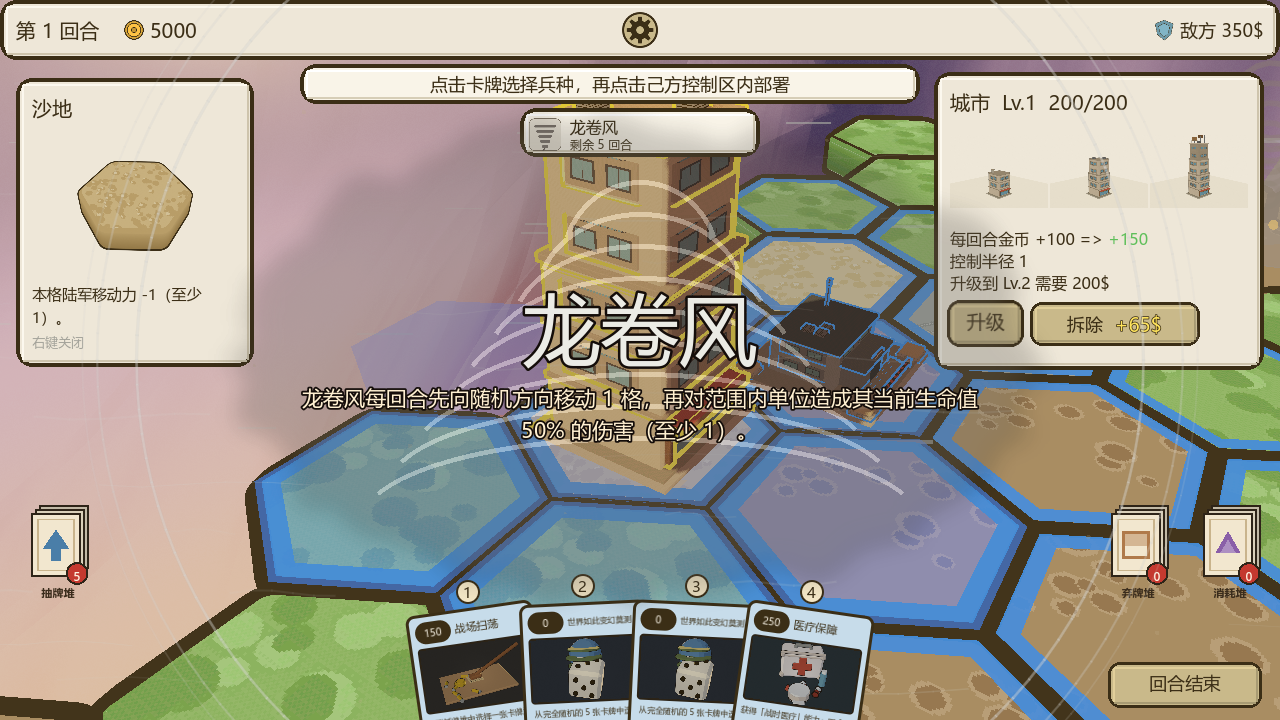 第 1 回合
5000
敌方 350$
点击卡牌选择兵种，再点击己方控制区内部署
龙卷风
剩余 5 回合
沙地
本格陆军移动力 -1（至少
1）。
右键关闭
城市 Lv.1 200/200
每回合金币 +100 => +150
控制半径 1
升级到 Lv.2 需要 200$
升级
拆除 +65$
龙卷风
龙卷风每回合先向随机方向移动 1 格，再对范围内单位造成其当前生命值
50% 的伤害（至少 1）。
5
抽牌堆
0
弃牌堆
0
消耗堆
1
150 战场扫荡
2
0 世界如此变幻莫测
从完全随机的 5 张卡牌中
3
0 世界如此变幻莫测
从完全随机的 5 张卡牌中
4
250 医疗保障
获得「战时医疗」能力
回合结束